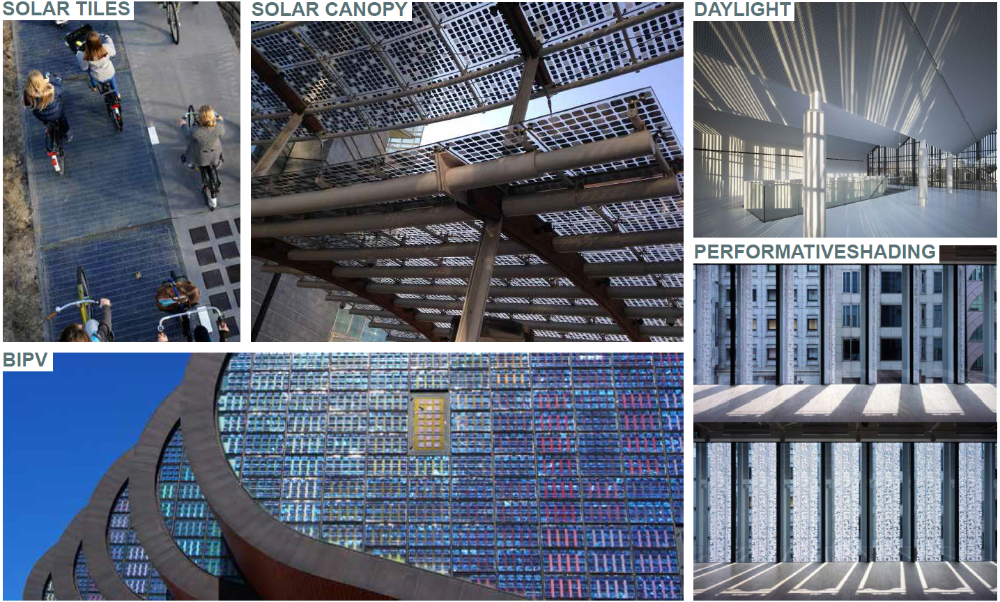 SOLAR TILES
SOLAR CANOPY
DAYLIGHT
PERFORMATIVESHADING
BIPV